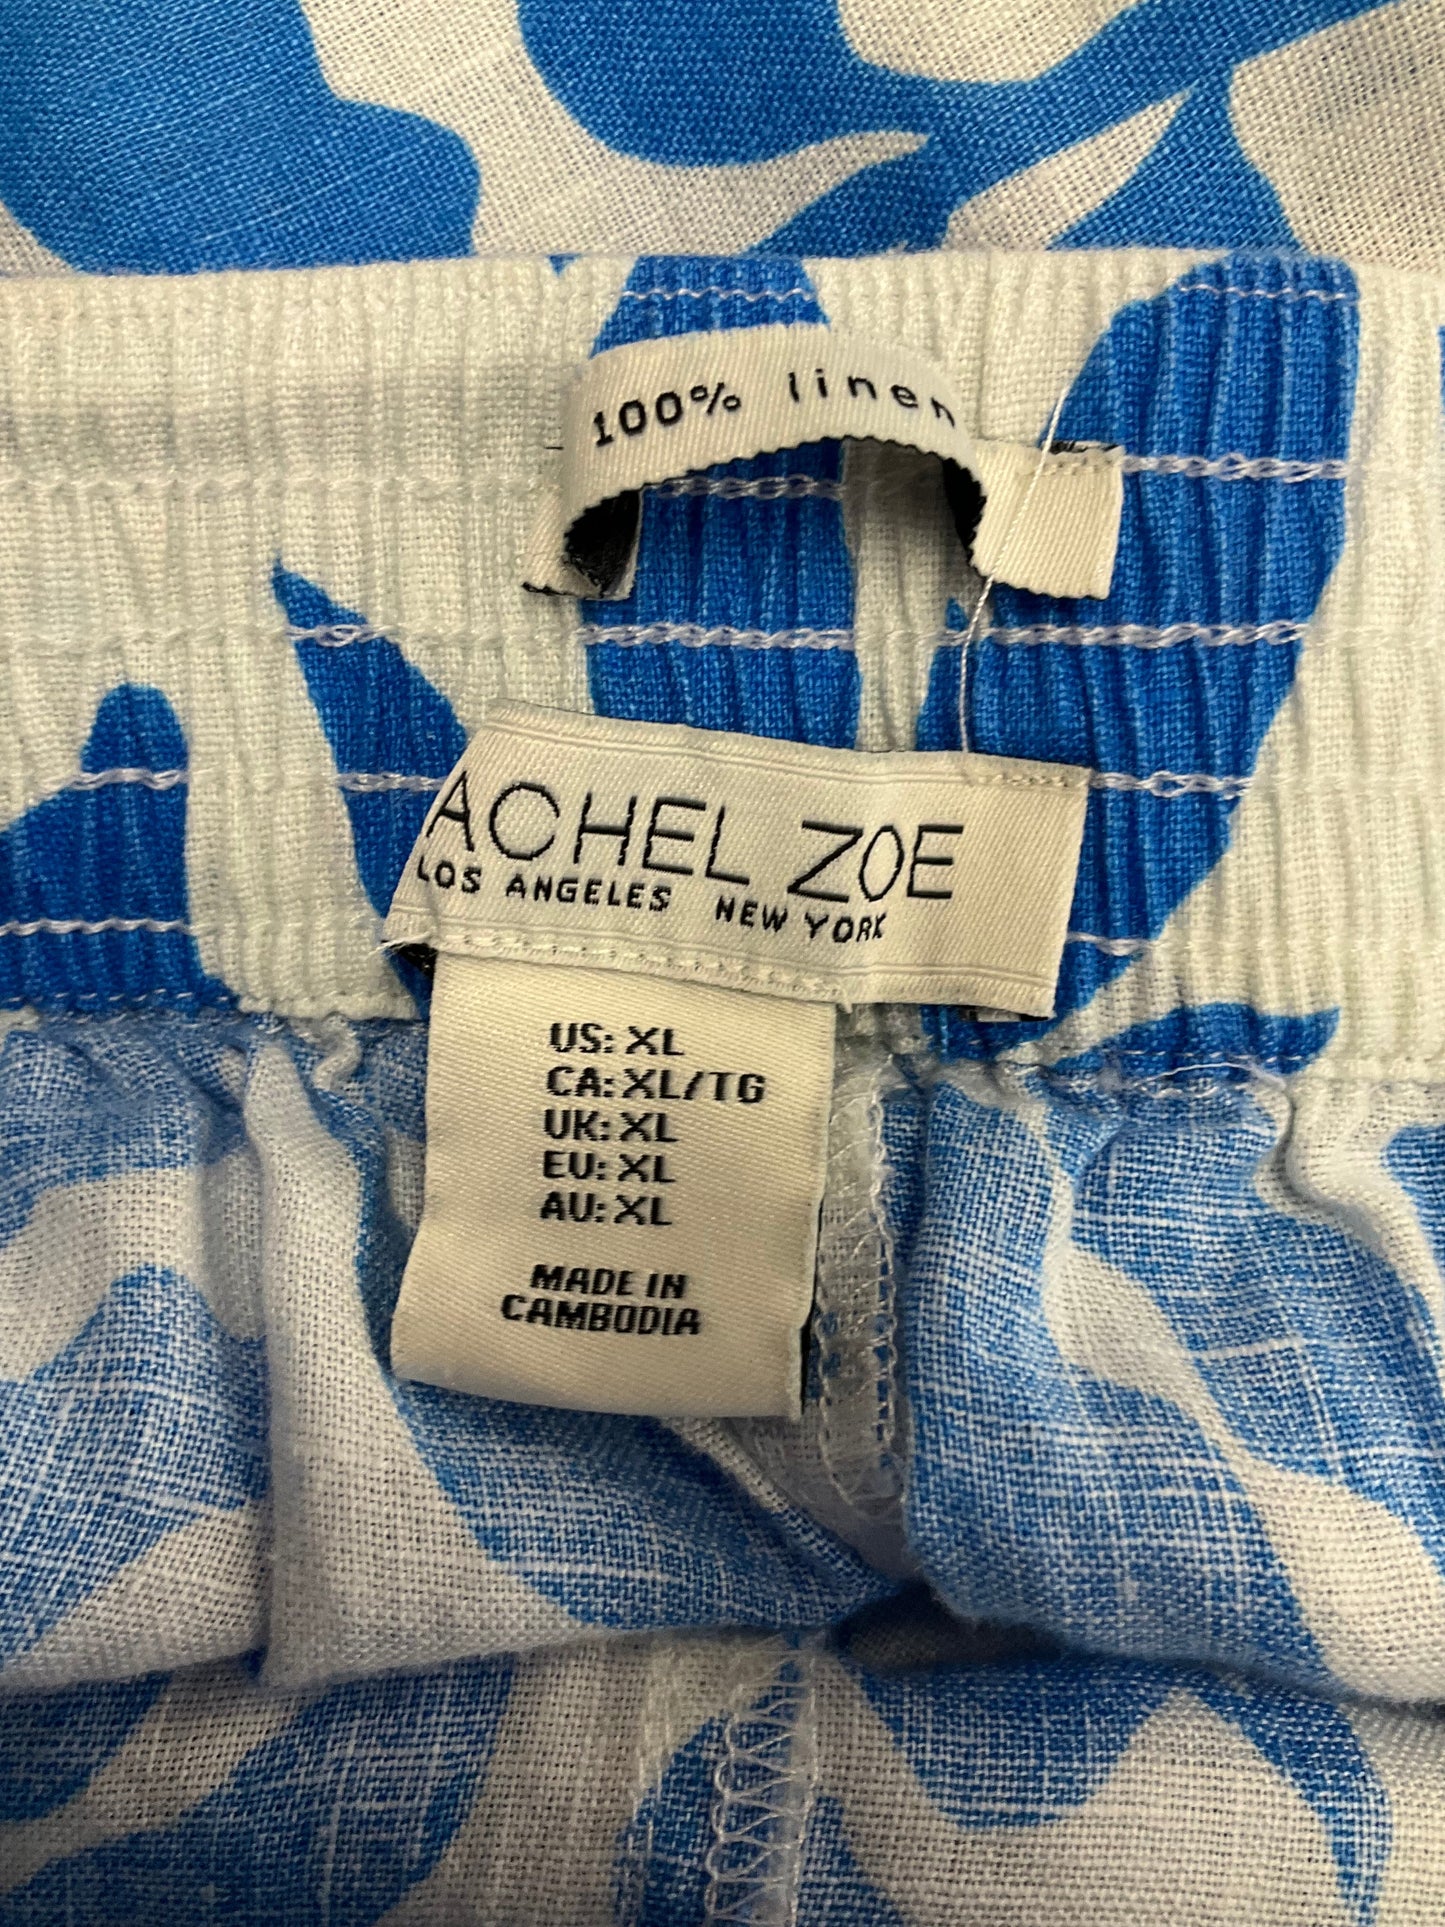 100% linen
ACHEL ZOE
LOS ANGELES NEW YORK
US: XL
CA: XL/TG
UK: XL
EU: XL
AU: XL
MADE IN
CAMBODIA